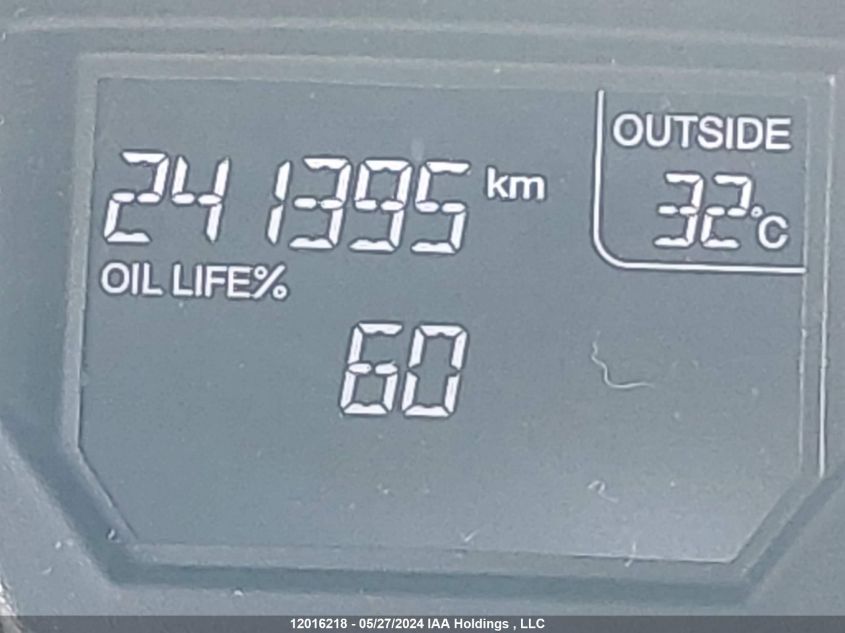 OUTSIDE
241395 km
32°C
OIL LIFE%
60
12016218 - 05/27/2024 IAA Holdings , LLC